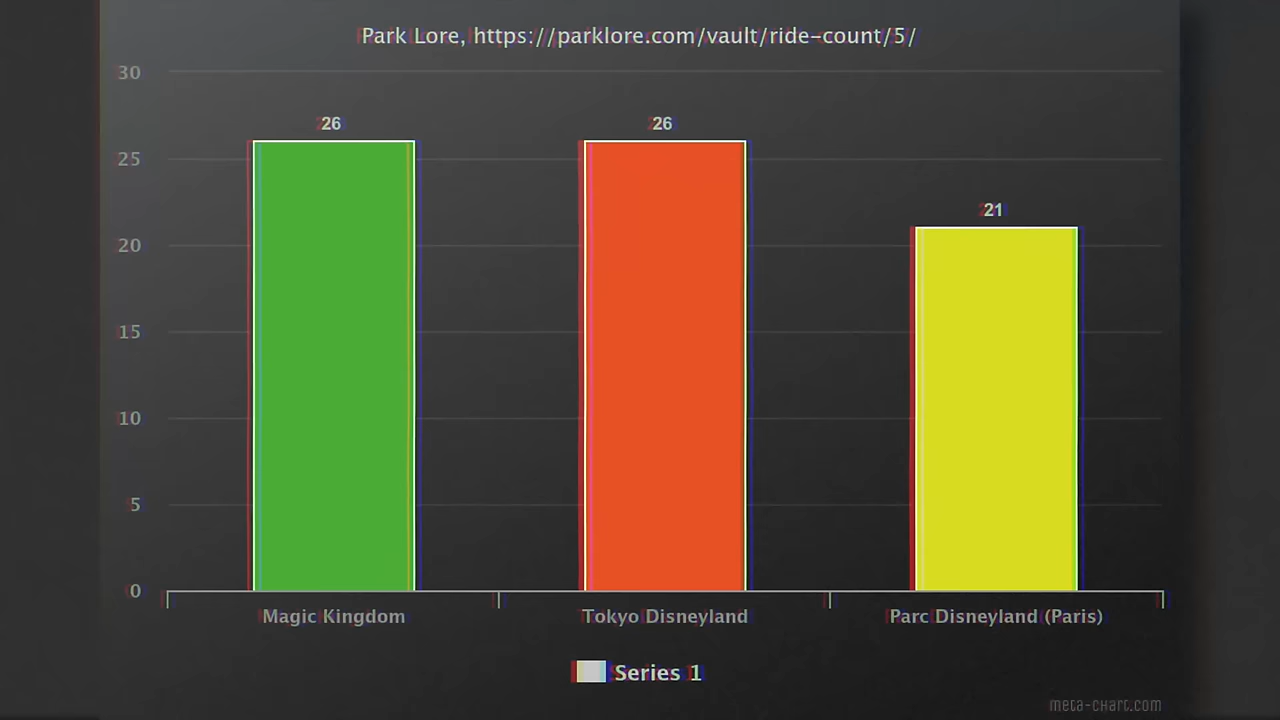 Park Lore, https://parklore.com/vault/ride-count/5/
30
26
26
25
21
20
15
10
5
0
Magic Kingdom
Tokyo Disneyland
Parc Disneyland (Paris)
Series 1
meta-chart.com